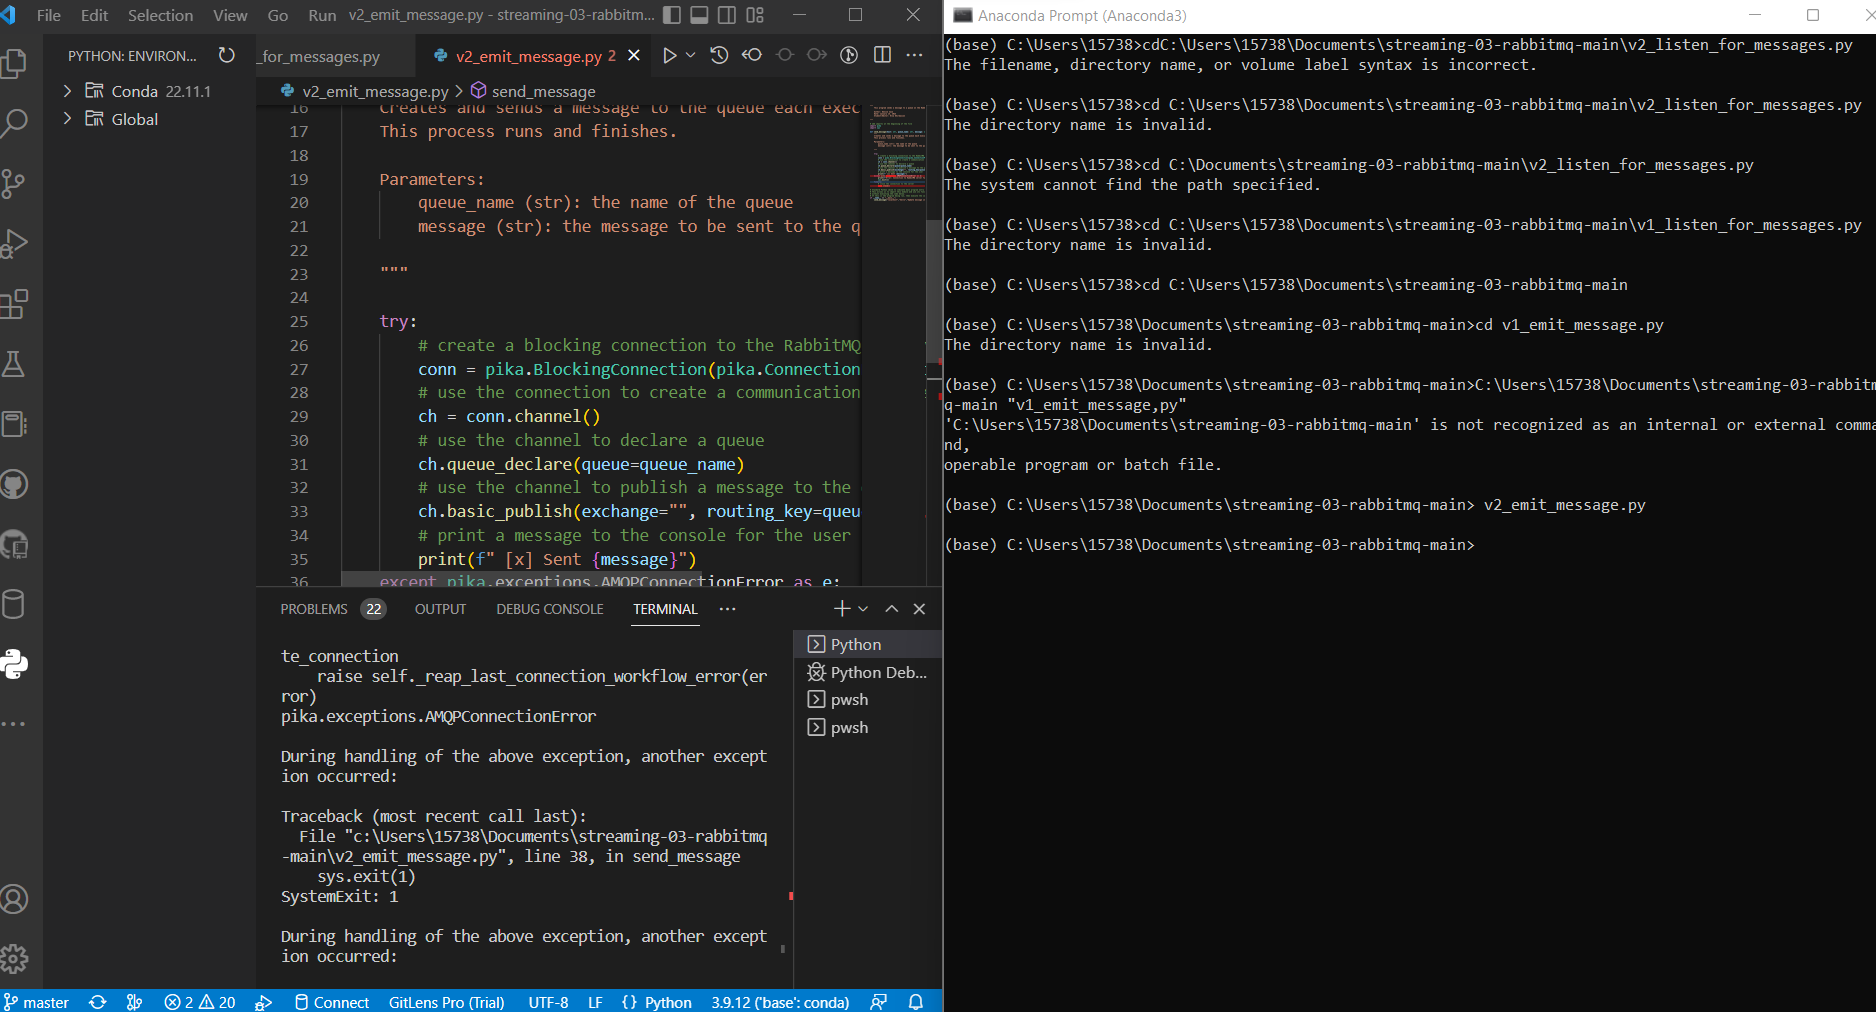 File Edit Selection View Go Run v2_emit_message.py - streaming-03-rabbitm...
PYTHON: ENVIRON...
Conda 22.11.1
Global
_for_messages.py
v2_emit_message.py 2
v2_emit_message.py > send_message
16 Creates and sends a message to the queue each exec
17 This process runs and finishes.
18
19 Parameters:
20 queue_name (str): the name of the queue
21 message (str): the message to be sent to the q
22
23 """
24
25 try:
26 # create a blocking connection to the RabbitMQ
27 conn = pika.BlockingConnection(pika.Connection
28 # use the connection to create a communication
29 ch = conn.channel()
30 # use the channel to declare a queue
31 ch.queue_declare(queue=queue_name)
32 # use the channel to publish a message to the
33 ch.basic_publish(exchange="", routing_key=queu
34 # print a message to the console for the user
35 print(f" [x] Sent {message}")
36 except pika.exceptions.AMQPConnectionError as e:
PROBLEMS 22 OUTPUT DEBUG CONSOLE TERMINAL ...
te_connection
raise self._reap_last_connection_workflow_error(er
ror)
pika.exceptions.AMQPConnectionError
During handling of the above exception, another except
ion occurred:
Traceback (most recent call last):
File "c:\Users\15738\Documents\streaming-03-rabbitmq
-main\v2_emit_message.py", line 38, in send_message
sys.exit(1)
SystemExit: 1
During handling of the above exception, another except
ion occurred:
Python
Python Deb...
pwsh
pwsh
master 2 20 Connect GitLens Pro (Trial) UTF-8 LF {} Python 3.9.12 ('base': conda)
Anaconda Prompt (Anaconda3)
(base) C:\Users\15738>cdC:\Users\15738\Documents\streaming-03-rabbitmq-main\v2_listen_for_messages.py
The filename, directory name, or volume label syntax is incorrect.
(base) C:\Users\15738>cd C:\Users\15738\Documents\streaming-03-rabbitmq-main\v2_listen_for_messages.py
The directory name is invalid.
(base) C:\Users\15738>cd C:\Documents\streaming-03-rabbitmq-main\v2_listen_for_messages.py
The system cannot find the path specified.
(base) C:\Users\15738>cd C:\Users\15738\Documents\streaming-03-rabbitmq-main\v1_listen_for_messages.py
The directory name is invalid.
(base) C:\Users\15738>cd C:\Users\15738\Documents\streaming-03-rabbitmq-main
(base) C:\Users\15738\Documents\streaming-03-rabbitmq-main>cd v1_emit_message.py
The directory name is invalid.
(base) C:\Users\15738\Documents\streaming-03-rabbitmq-main>C:\Users\15738\Documents\streaming-03-rabbitm
q-main "v1_emit_message,py"
'C:\Users\15738\Documents\streaming-03-rabbitmq-main' is not recognized as an internal or external comma
nd,
operable program or batch file.
(base) C:\Users\15738\Documents\streaming-03-rabbitmq-main> v2_emit_message.py
(base) C:\Users\15738\Documents\streaming-03-rabbitmq-main>